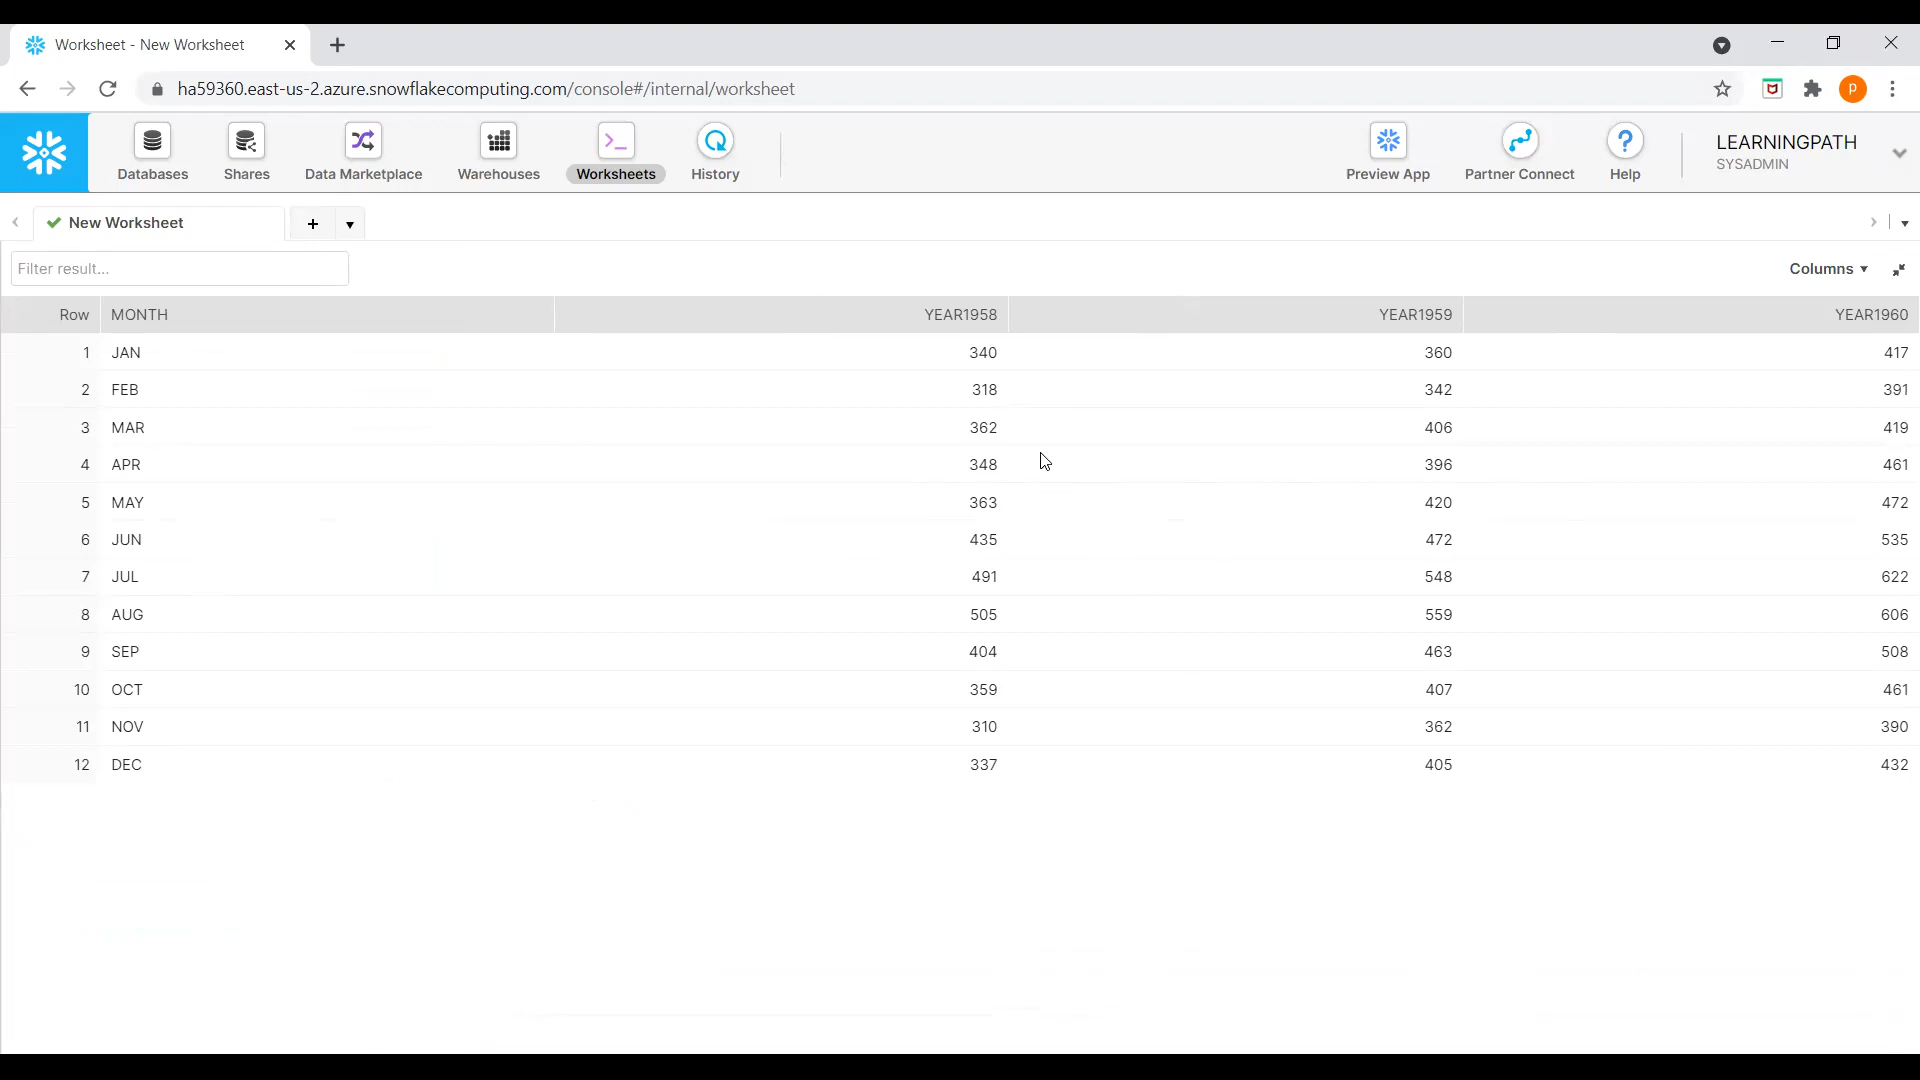 Worksheet - New Worksheet
ha59360.east-us-2.azure.snowflakecomputing.com/console#/internal/worksheet
P
Databases Shares Data Marketplace Warehouses Worksheets History Preview App Partner Connect Help
LEARNINGPATH
SYSADMIN
New Worksheet
Filter result...
Columns
Row MONTH YEAR1958 YEAR1959 YEAR1960
1 JAN 340 360 417
2 FEB 318 342 391
3 MAR 362 406 419
4 APR 348 396 461
5 MAY 363 420 472
6 JUN 435 472 535
7 JUL 491 548 622
8 AUG 505 559 606
9 SEP 404 463 508
10 OCT 359 407 461
11 NOV 310 362 390
12 DEC 337 405 432